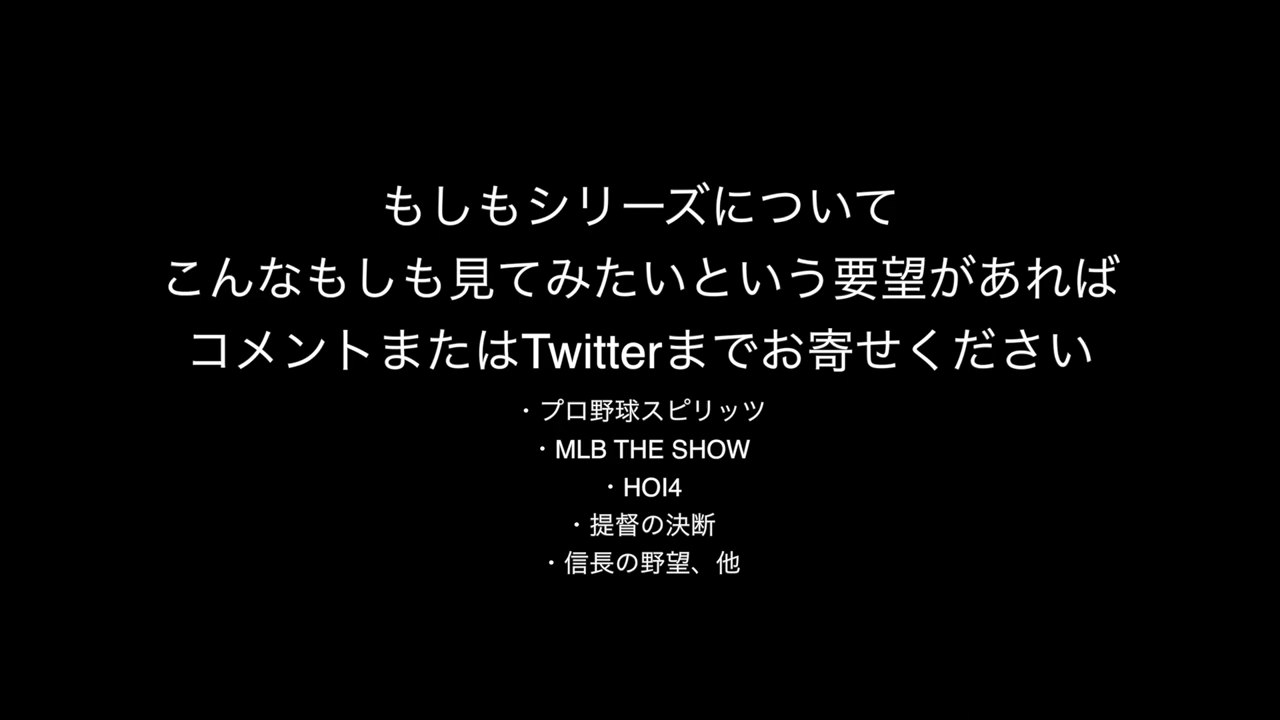 もしもシリーズについて
こんなもしも見てみたいという要望があれば
コメントまたはTwitterまでお寄せください
・プロ野球スピリッツ
・MLB THE SHOW
・HOI4
・提督の決断
・信長の野望、他